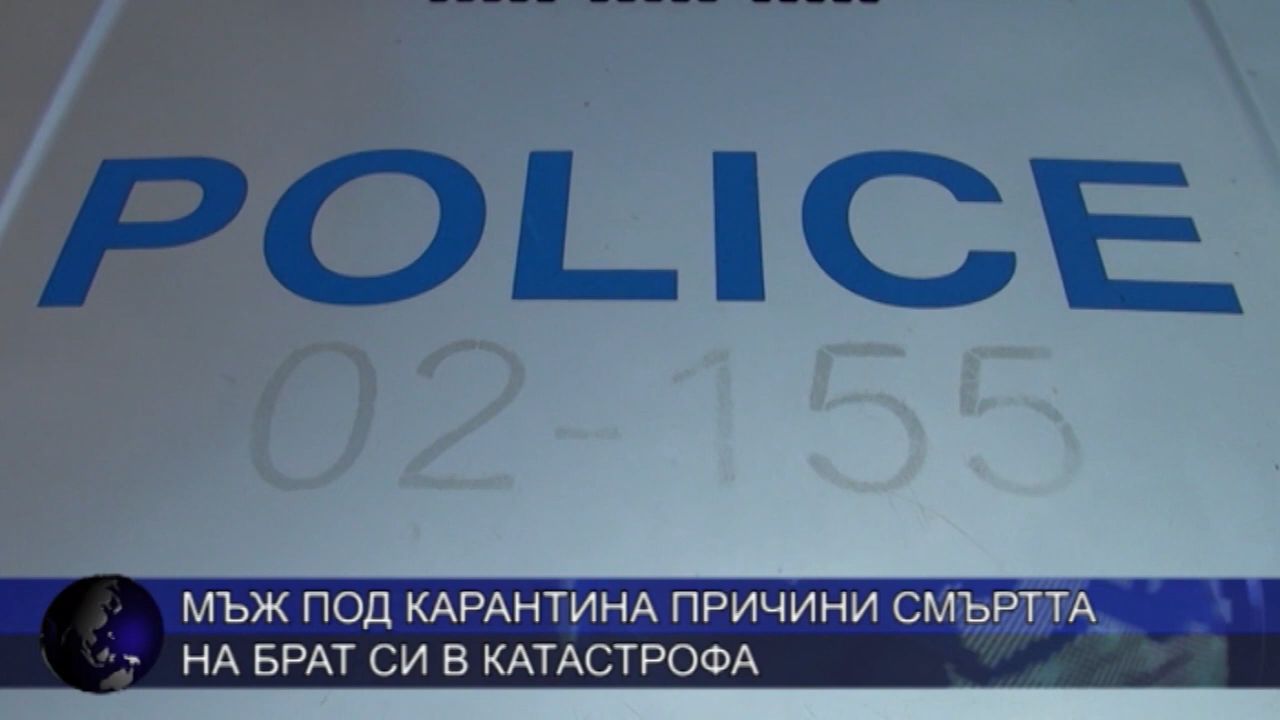 POLICE
02-155
МЪЖ ПОД КАРАНТИНА ПРИЧИНИ СМЪРТТА
НА БРАТ СИ В КАТАСТРОФА